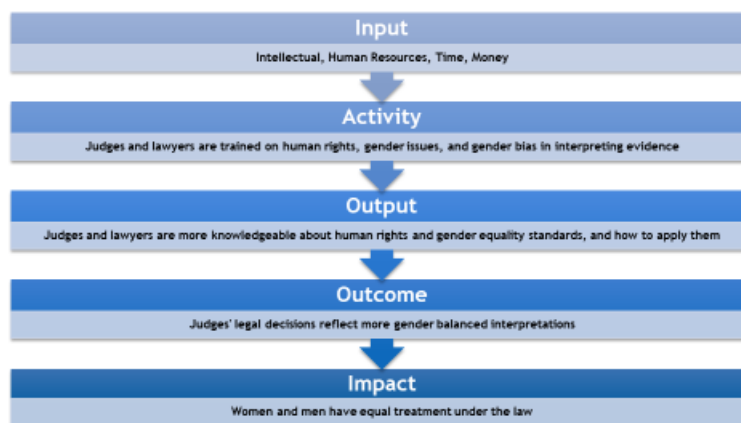 Input
Intellectual, Human Resources, Time, Money
Activity
Judges and lawyers are trained on human rights, gender issues, and gender bias in interpreting evidence
Output
Judges and lawyers are more knowledgeable about human rights and gender equality standards, and how to apply them
Outcome
Judges' legal decisions reflect more gender balanced interpretations
Impact
Women and men have equal treatment under the law